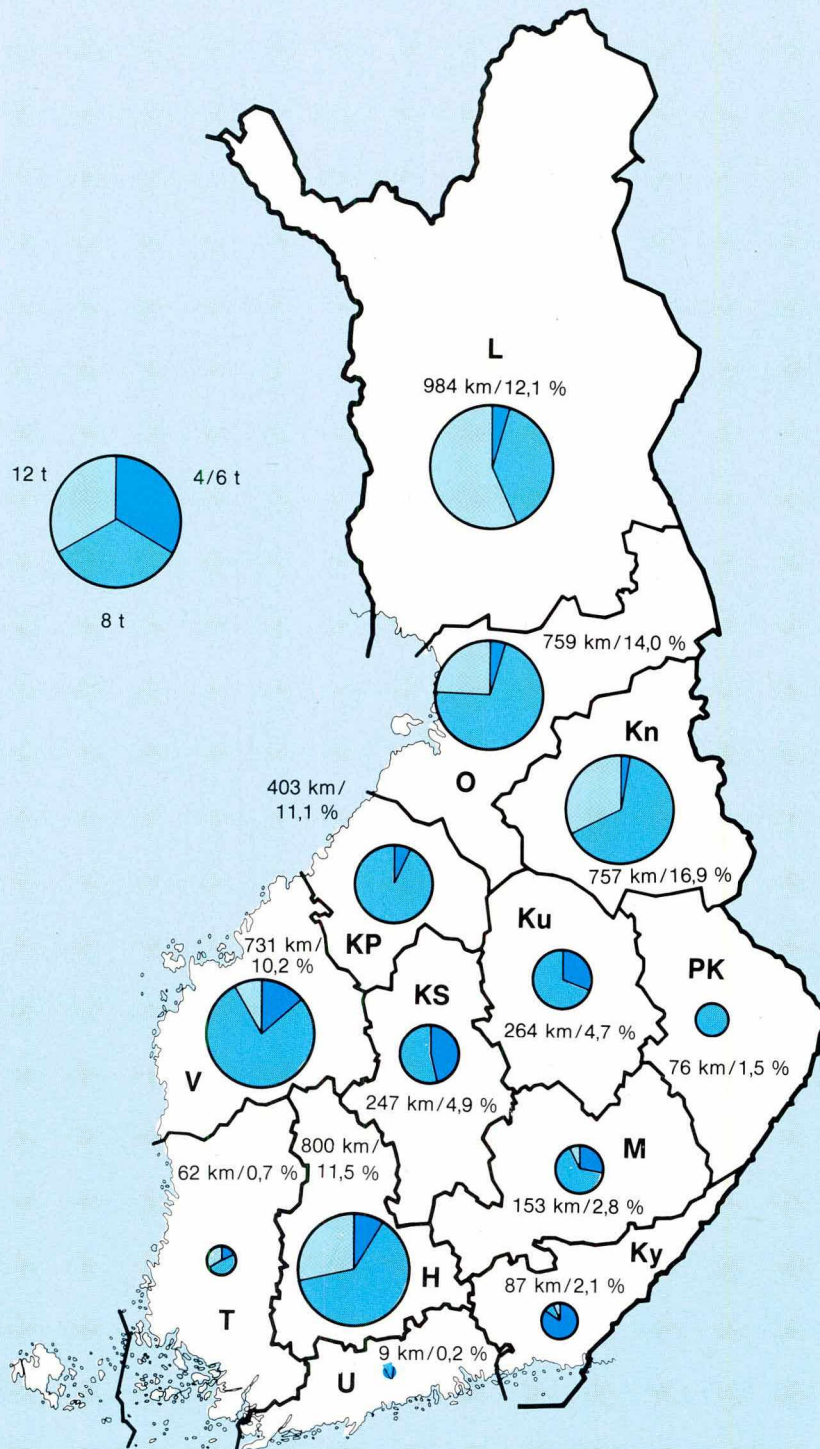 L
984 km/12,1 %
12 t
4/6 t
8 t
759 km/14,0 %
Kn
O
403 km/
11,1 %
757 km/16,9 %
Ku
KP
731 km/
10,2 %
KS
PK
264 km/4,7 %
76 km/1,5 %
V
247 km/4,9 %
800 km/
11,5 %
M
62 km/0,7 %
153 km/2,8 %
Ky
H
87 km/2,1 %
T
9 km/0,2 %
U